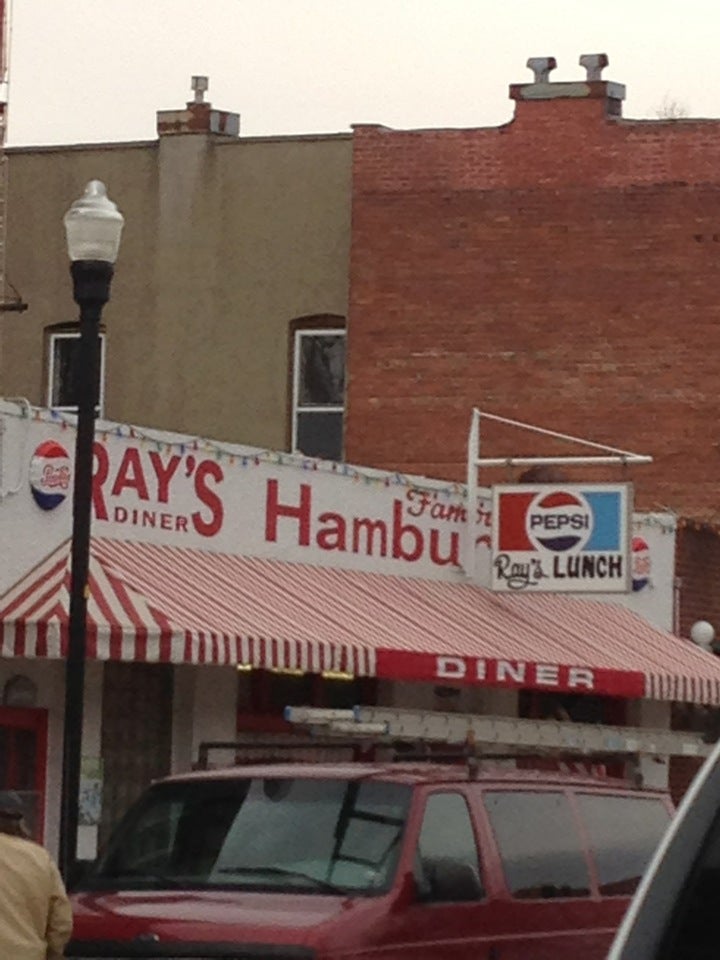 RAY'S
DINER
Hambu
PEPSI
Ray's LUNCH
DINER